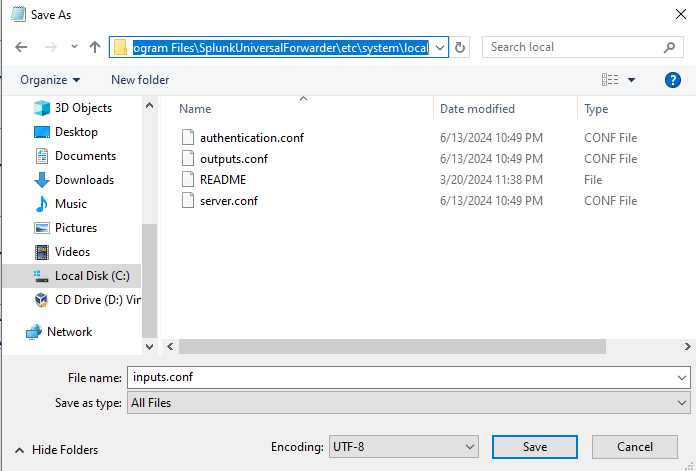 Save As
ogram Files\SplunkUniversalForwarder\etc\system\local
Search local
Organize New folder
Name Date modified Type
3D Objects
Desktop
Documents
Downloads
Music
Pictures
Videos
Local Disk (C:)
CD Drive (D:) Vir
Network
authentication.conf 6/13/2024 10:49 PM CONF File
outputs.conf 6/13/2024 10:49 PM CONF File
README 3/20/2024 11:38 PM File
server.conf 6/13/2024 10:49 PM CONF File
File name: inputs.conf
Save as type: All Files
Hide Folders Encoding: UTF-8 Save Cancel